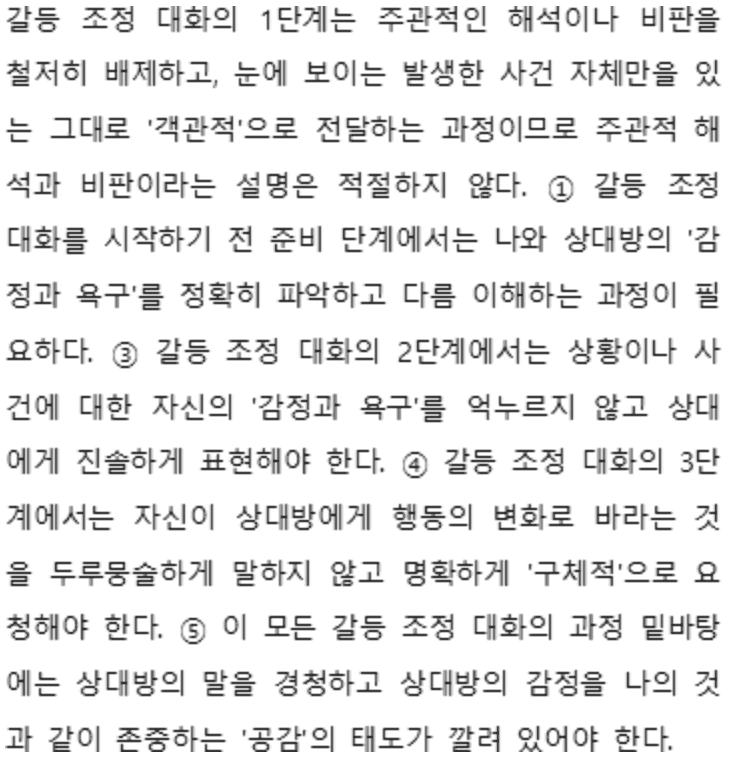 갈등 조정 대화의 1단계는 주관적인 해석이나 비판을
철저히 배제하고, 눈에 보이는 발생한 사건 자체만을 있
는 그대로 '객관적'으로 전달하는 과정이므로 주관적 해
석과 비판이라는 설명은 적절하지 않다. ① 갈등 조정
대화를 시작하기 전 준비 단계에서는 나와 상대방의 '감
정과 욕구'를 정확히 파악하고 다름 이해하는 과정이 필
요하다. ③ 갈등 조정 대화의 2단계에서는 상황이나 사
건에 대한 자신의 '감정과 욕구'를 억누르지 않고 상대
에게 진솔하게 표현해야 한다. ④ 갈등 조정 대화의 3단
계에서는 자신이 상대방에게 행동의 변화로 바라는 것
을 두루뭉술하게 말하지 않고 명확하게 '구체적'으로 요
청해야 한다. ⑤ 이 모든 갈등 조정 대화의 과정 밑바탕
에는 상대방의 말을 경청하고 상대방의 감정을 나의 것
과 같이 존중하는 '공감'의 태도가 깔려 있어야 한다.